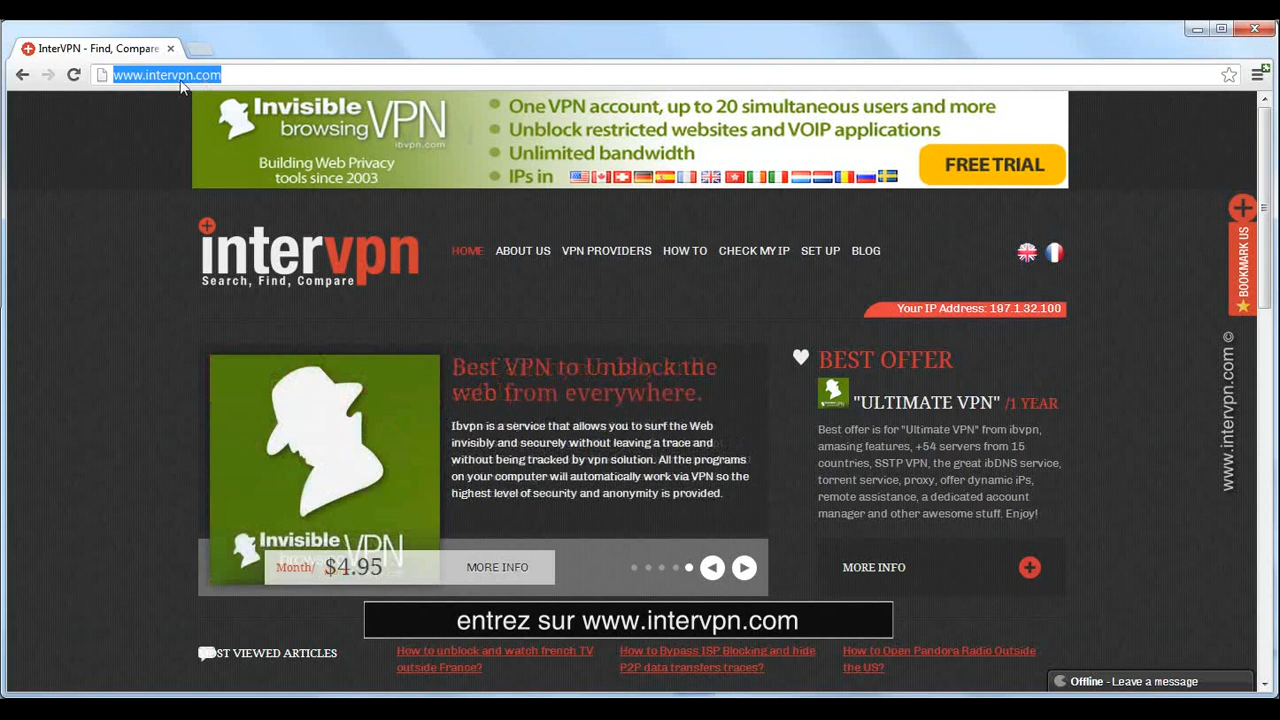 InterVPN - Find, Compare
www.intervpn.com
Invisible
browsing VPN
ibvpn.com
Building Web Privacy
tools since 2003
One VPN account, up to 20 simultaneous users and more
Unblock restricted websites and VOIP applications
Unlimited bandwidth
IPs in
FREE TRIAL
intervpn
Search, Find, Compare
HOME ABOUT US VPN PROVIDERS HOW TO CHECK MY IP SET UP BLOG
BOOKMARK US
Your IP Address: 197.1.32.100
Best VPN to Unblock the
web from everywhere.
Ibvpn is a service that allows you to surf the Web
invisibly and securely without leaving a trace and
without being tracked by vpn solution. All the programs
on your computer will automatically work via VPN so the
highest level of security and anonymity is provided.
Invisible
browsing VPN
Month/ $4.95 MORE INFO
BEST OFFER
"ULTIMATE VPN" /1 YEAR
Best offer is for "Ultimate VPN" from ibvpn,
amasing features, +54 servers from 15
countries, SSTP VPN, the great ibDNS service,
torrent service, proxy, offer dynamic iPs,
remote assistance, a dedicated account
manager and other awesome stuff. Enjoy!
MORE INFO
www.intervpn.com ©
entrez sur www.intervpn.com
ST VIEWED ARTICLES
How to unblock and watch french TV
outside France?
How to Bypass ISP Blocking and hide
P2P data transfers traces?
How to Open Pandora Radio Outside
the US?
Offline - Leave a message